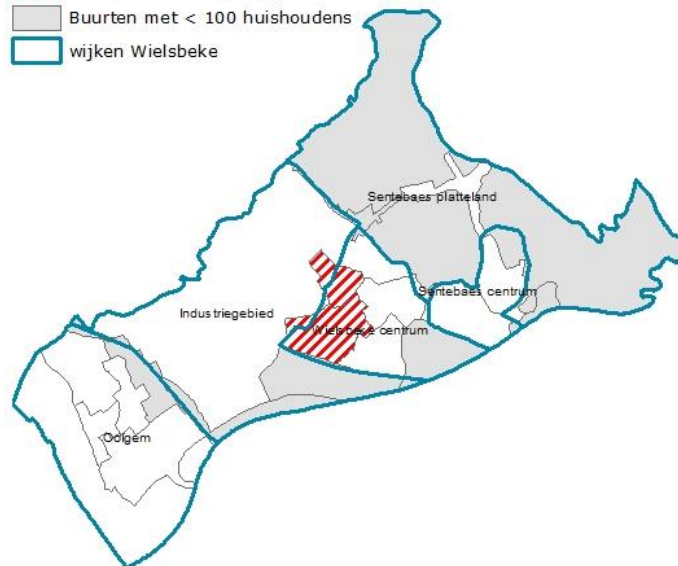 Buurten met < 100 huishoudens
wijken Wielsbeke
Sentebaes platteland
Sentebaes centrum
Industriegebied
Wielsbeke centrum
Ooigem